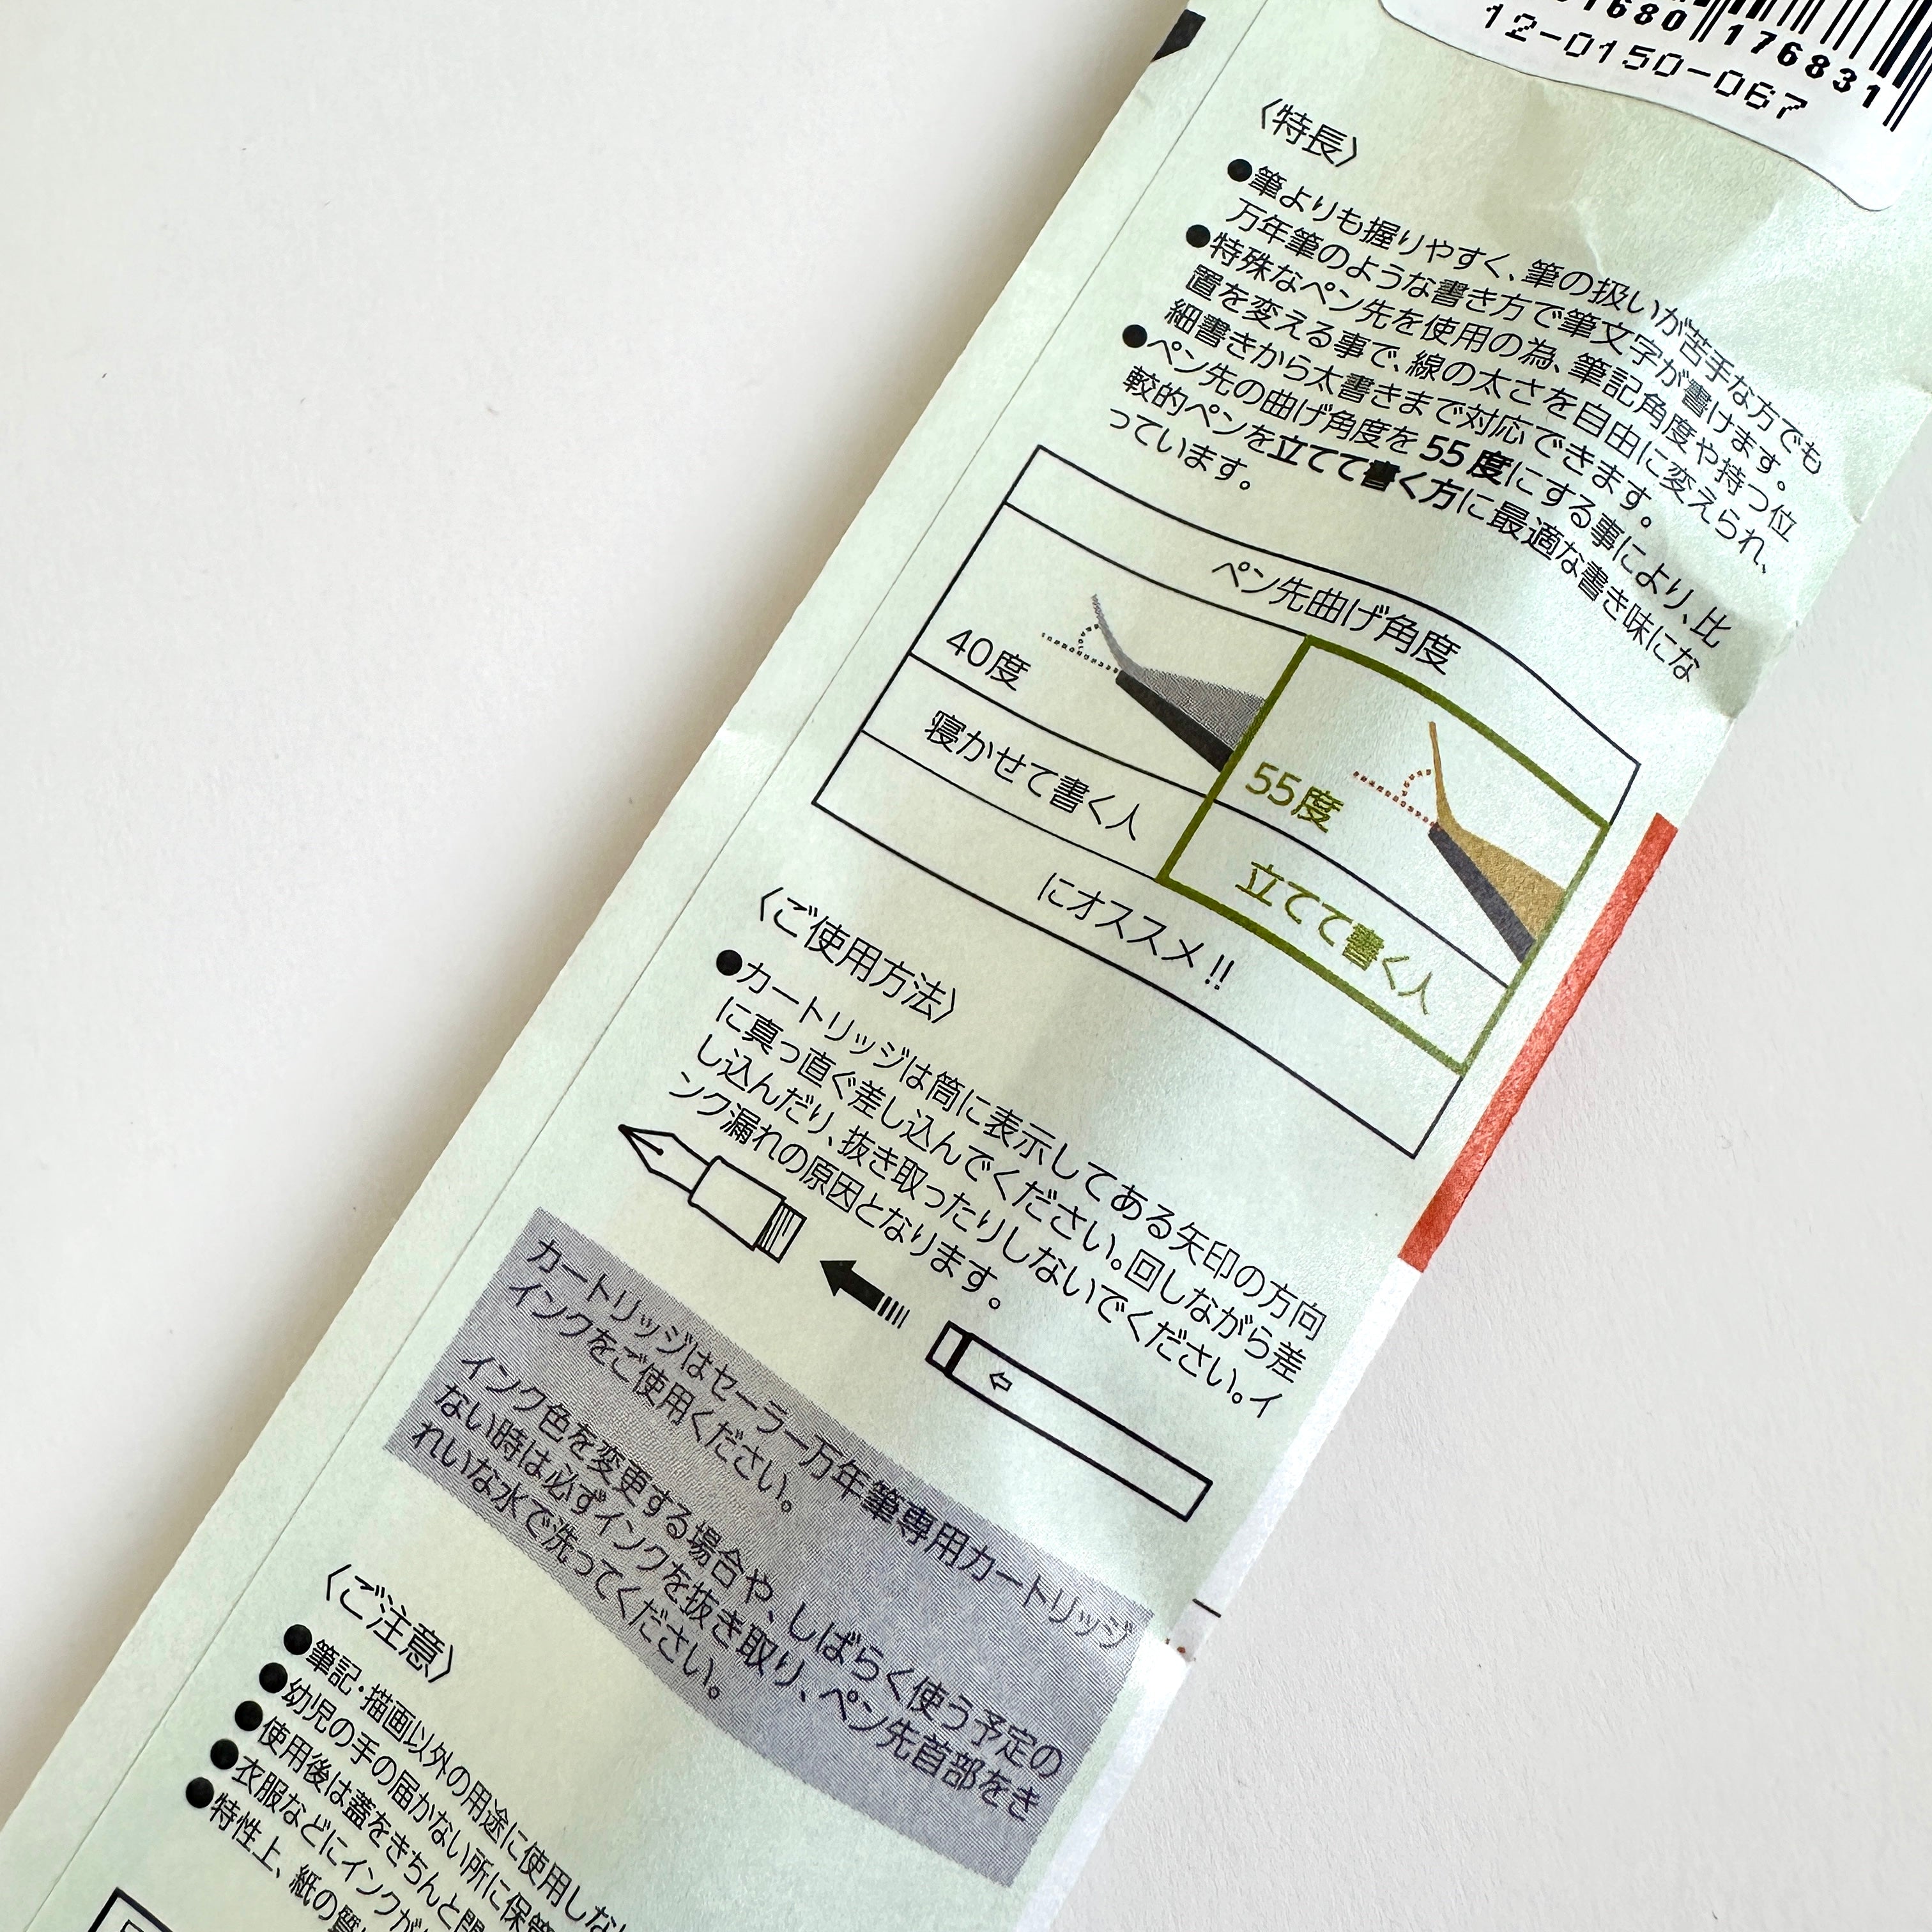 176831
12-0150-067
〈特長〉
●筆よりも握りやすく、筆の扱いが苦手な方でも
万年筆のような書き方で筆文字が書けます。
●特殊なペン先を使用の為、筆記角度や持つ位
置を変える事で、線の太さを自由に変えられ、
細書きから太書きまで対応できます。
●ペン先の曲げ角度を55度にする事により、比
較的ペンを立てて書く方に最適な書き味にな
っています。
ペン先曲げ角度
40度
55度
寝かせて書く人
立てて書く人
にオススメ!!
〈ご使用方法〉
●カートリッジは筒に表示してある矢印の方向
に真っ直ぐ差し込んでください。回しながら差
し込んだり、抜き取ったりしないでください。イ
ンク漏れの原因となります。
カートリッジはセーラー万年筆専用カートリッジ
インクをご使用ください。
インク色を変更する場合や、しばらく使う予定の
ない時は必ずインクを抜き取り、ペン先首部をき
れいな水で洗ってください。
〈ご注意〉
●筆記・描画以外の用途に使用しな
●幼児の手の届かない所に保管
●使用後は蓋をきちんと閉
●衣服などにインクが
●特性上、紙の質